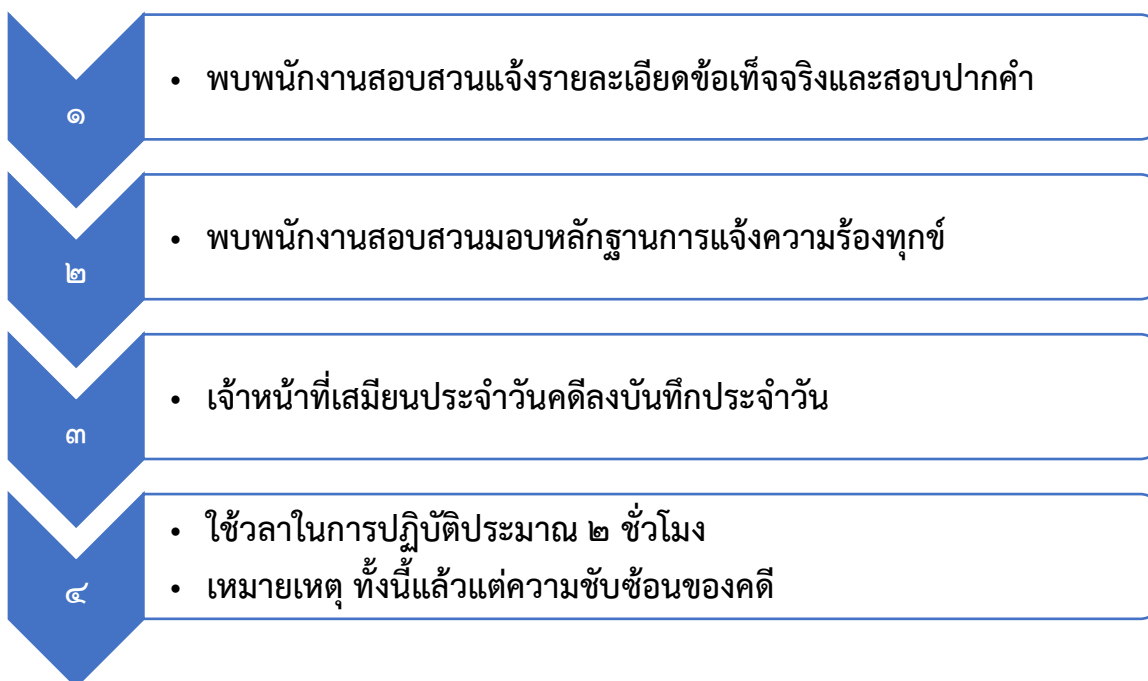 ๑
• พบพนักงานสอบสวนแจ้งรายละเอียดข้อเท็จจริงและสอบปากคำ
๒
• พบพนักงานสอบสวนมอบหลักฐานการแจ้งความร้องทุกข์
๓
• เจ้าหน้าที่เสมียนประจำวันคดีลงบันทึกประจำวัน
๔
• ใช้วลาในการปฏิบัติประมาณ ๒ ชั่วโมง
• เหมายเหตุ ทั้งนี้แล้วแต่ความชับซ้อนของคดี